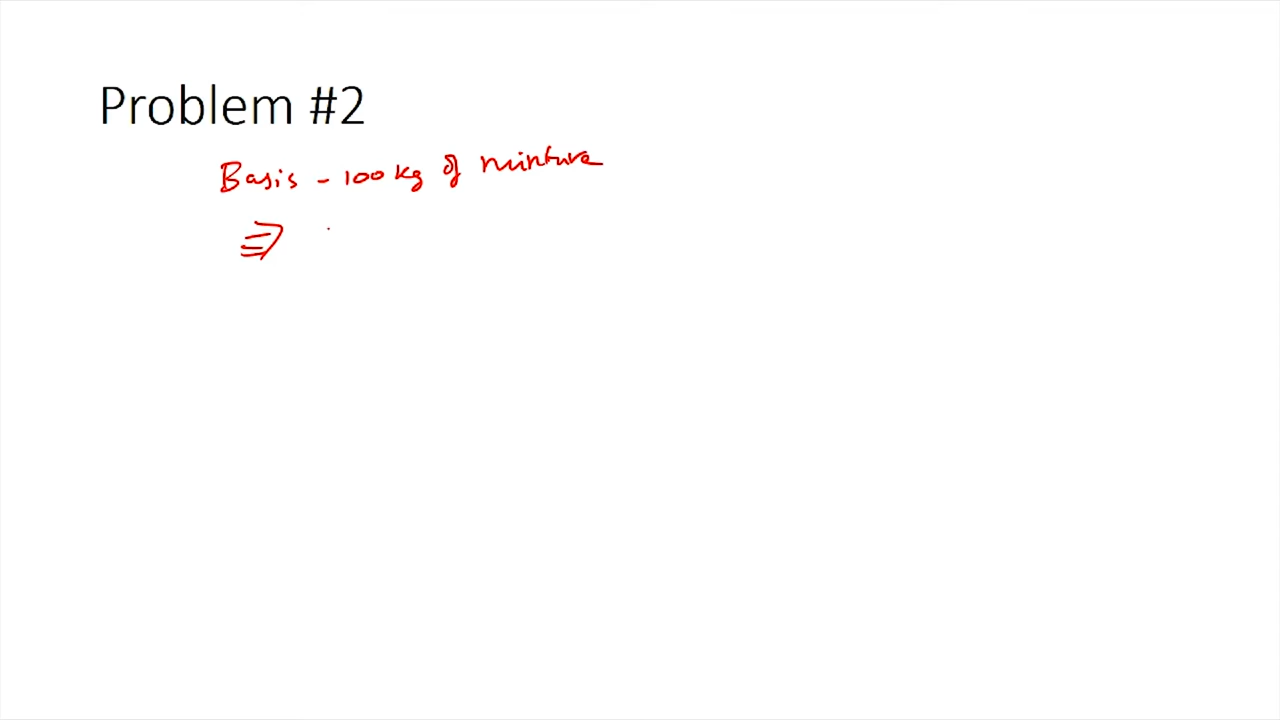 Problem #2
Basis - 100 kg of mixture
⇒